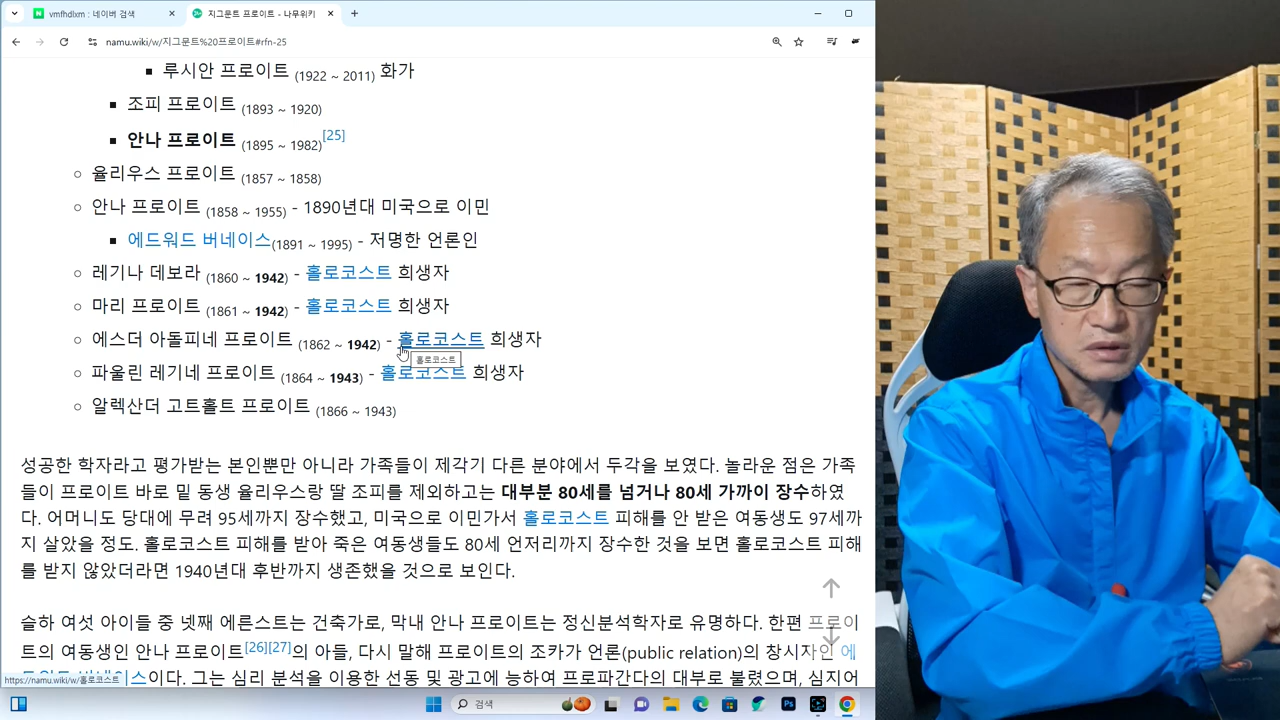 vmfhdlxm : 네이버 검색
지그문트 프로이트 - 나무위키
namu.wiki/w/지그문트%20프로이트#rfn-25
루시안 프로이트 (1922 ~ 2011) 화가
조피 프로이트 (1893 ~ 1920)
안나 프로이트 (1895 ~ 1982)[25]
율리우스 프로이트 (1857 ~ 1858)
안나 프로이트 (1858 ~ 1955) - 1890년대 미국으로 이민
에드워드 버네이스(1891 ~ 1995) - 저명한 언론인
레기나 데보라 (1860 ~ 1942) - 홀로코스트 희생자
마리 프로이트 (1861 ~ 1942) - 홀로코스트 희생자
에스더 아돌피네 프로이트 (1862 ~ 1942) - 홀로코스트 희생자
홀로코스트
파울린 레기네 프로이트 (1864 ~ 1943) - 홀로코스트 희생자
알렉산더 고트홀트 프로이트 (1866 ~ 1943)
성공한 학자라고 평가받는 본인뿐만 아니라 가족들이 제각기 다른 분야에서 두각을 보였다. 놀라운 점은 가족
들이 프로이트 바로 밑 동생 율리우스랑 딸 조피를 제외하고는 대부분 80세를 넘거나 80세 가까이 장수하였
다. 어머니도 당대에 무려 95세까지 장수했고, 미국으로 이민가서 홀로코스트 피해를 안 받은 여동생도 97세까
지 살았을 정도. 홀로코스트 피해를 받아 죽은 여동생들도 80세 언저리까지 장수한 것을 보면 홀로코스트 피해
를 받지 않았더라면 1940년대 후반까지 생존했을 것으로 보인다.
슬하 여섯 아이들 중 넷째 에른스트는 건축가로, 막내 안나 프로이트는 정신분석학자로 유명하다. 한편 프로이
트의 여동생인 안나 프로이트[26][27]의 아들, 다시 말해 프로이트의 조카가 언론(public relation)의 창시자인 에
스이다. 그는 심리 분석을 이용한 선동 및 광고에 능하여 프로파간다의 대부로 불렸으며, 심지어
https://namu.wiki/w/홀로코스트
검색
Ps